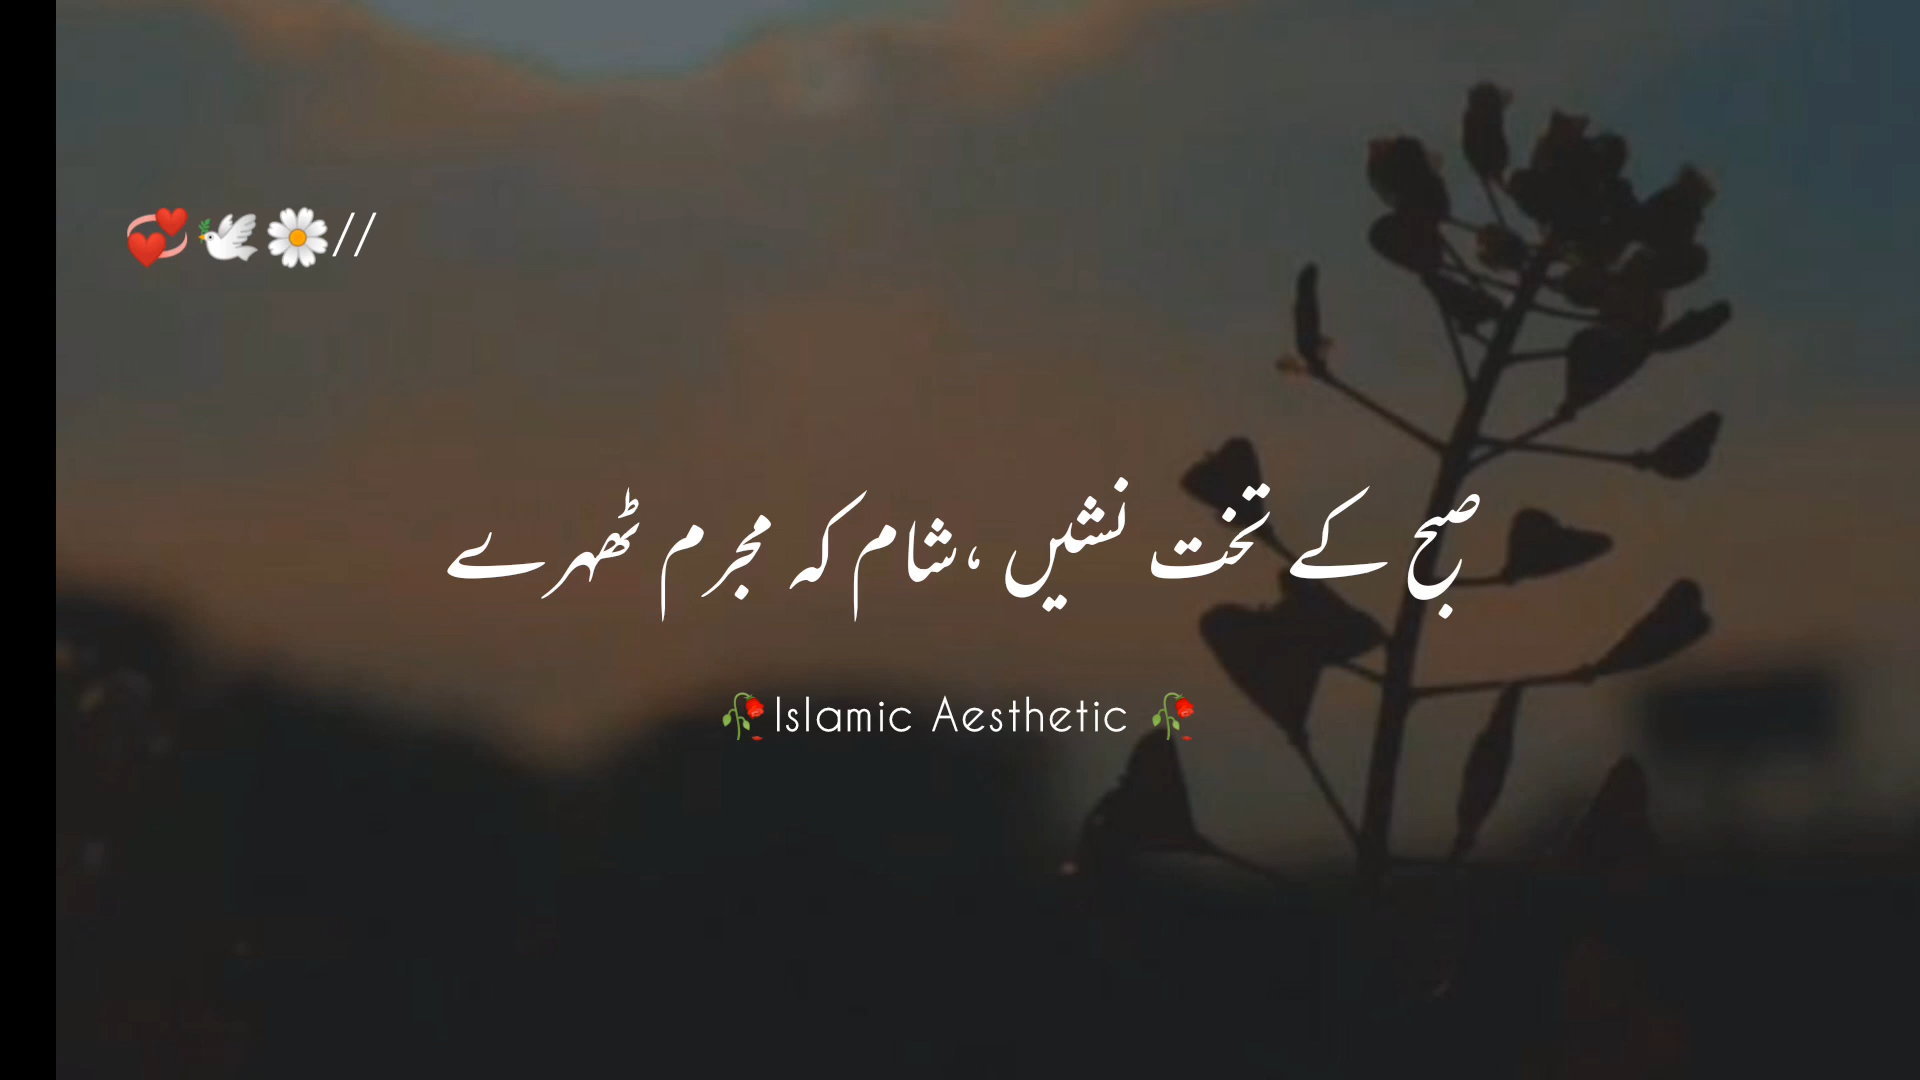 💞🕊️🌼//
صبح کے تخت نشیں ،شام کہ مجرم ٹھہرے
🥀Islamic Aesthetic 🥀